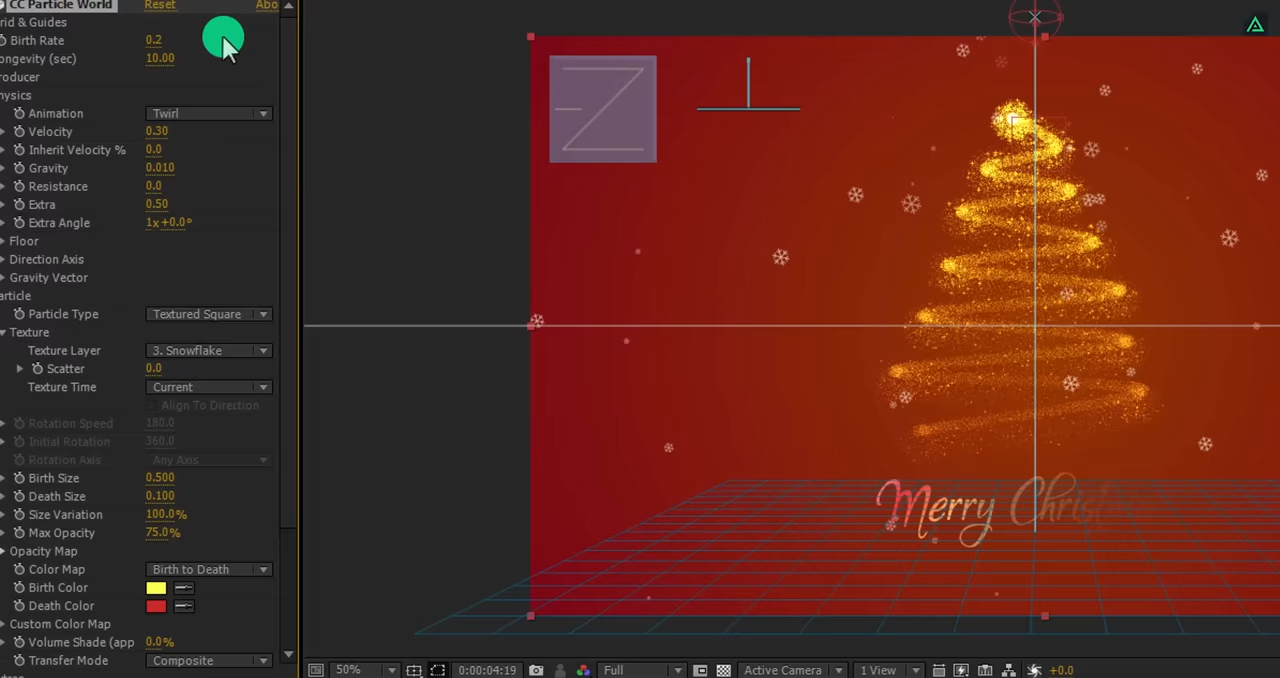 CC Particle World Reset Abo
rid & Guides
Birth Rate 0.2
ongevity (sec) 10.00
roducer
hysics
Animation Twirl
Velocity 0.30
Inherit Velocity % 0.0
Gravity 0.010
Resistance 0.0
Extra 0.50
Extra Angle 1x+0.0°
Floor
Direction Axis
Gravity Vector
article
Particle Type Textured Square
Texture
Texture Layer 3. Snowflake
Scatter 0.0
Texture Time Current
Align To Direction
Rotation Speed 180.0
Initial Rotation 360.0
Rotation Axis Any Axis
Birth Size 0.500
Death Size 0.100
Size Variation 100.0%
Max Opacity 75.0%
Opacity Map
Color Map Birth to Death
Birth Color
Death Color
Custom Color Map
Volume Shade (app 0.0%
Transfer Mode Composite
Merry Christ
50% 0:00:04:19 Full Active Camera 1 View +0.0